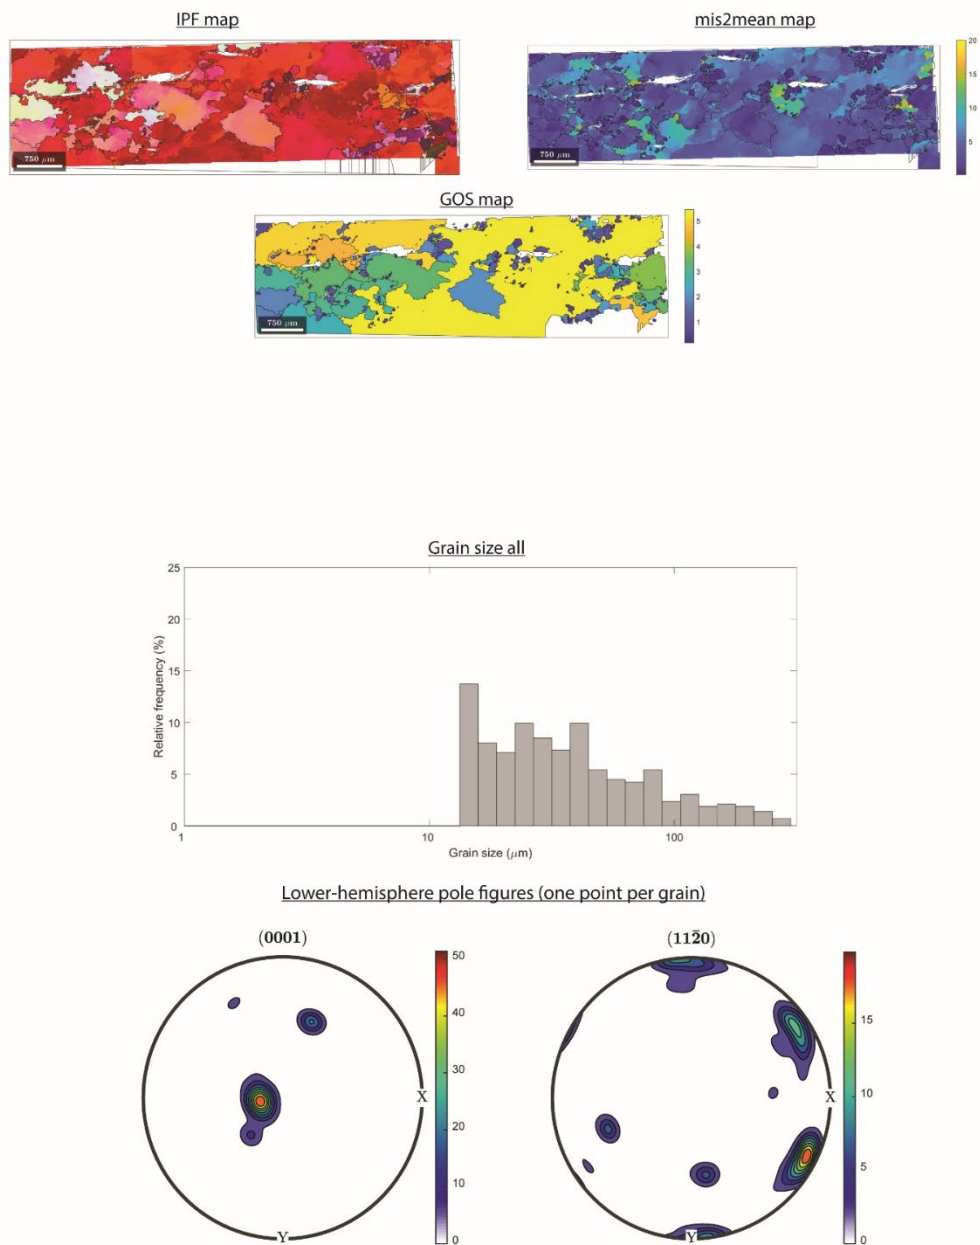 IPF map
mis2mean map
750 μm
20
15
10
5
750 μm
GOS map
5
4
3
2
1
750 μm
Grain size all
25
20
15
10
5
0
Relative frequency (%)
1
10
100
Grain size (μm)
Lower-hemisphere pole figures (one point per grain)
(0001)
(112̄0)
50
40
30
20
10
0
X
Y
15
10
5
0
X
Y